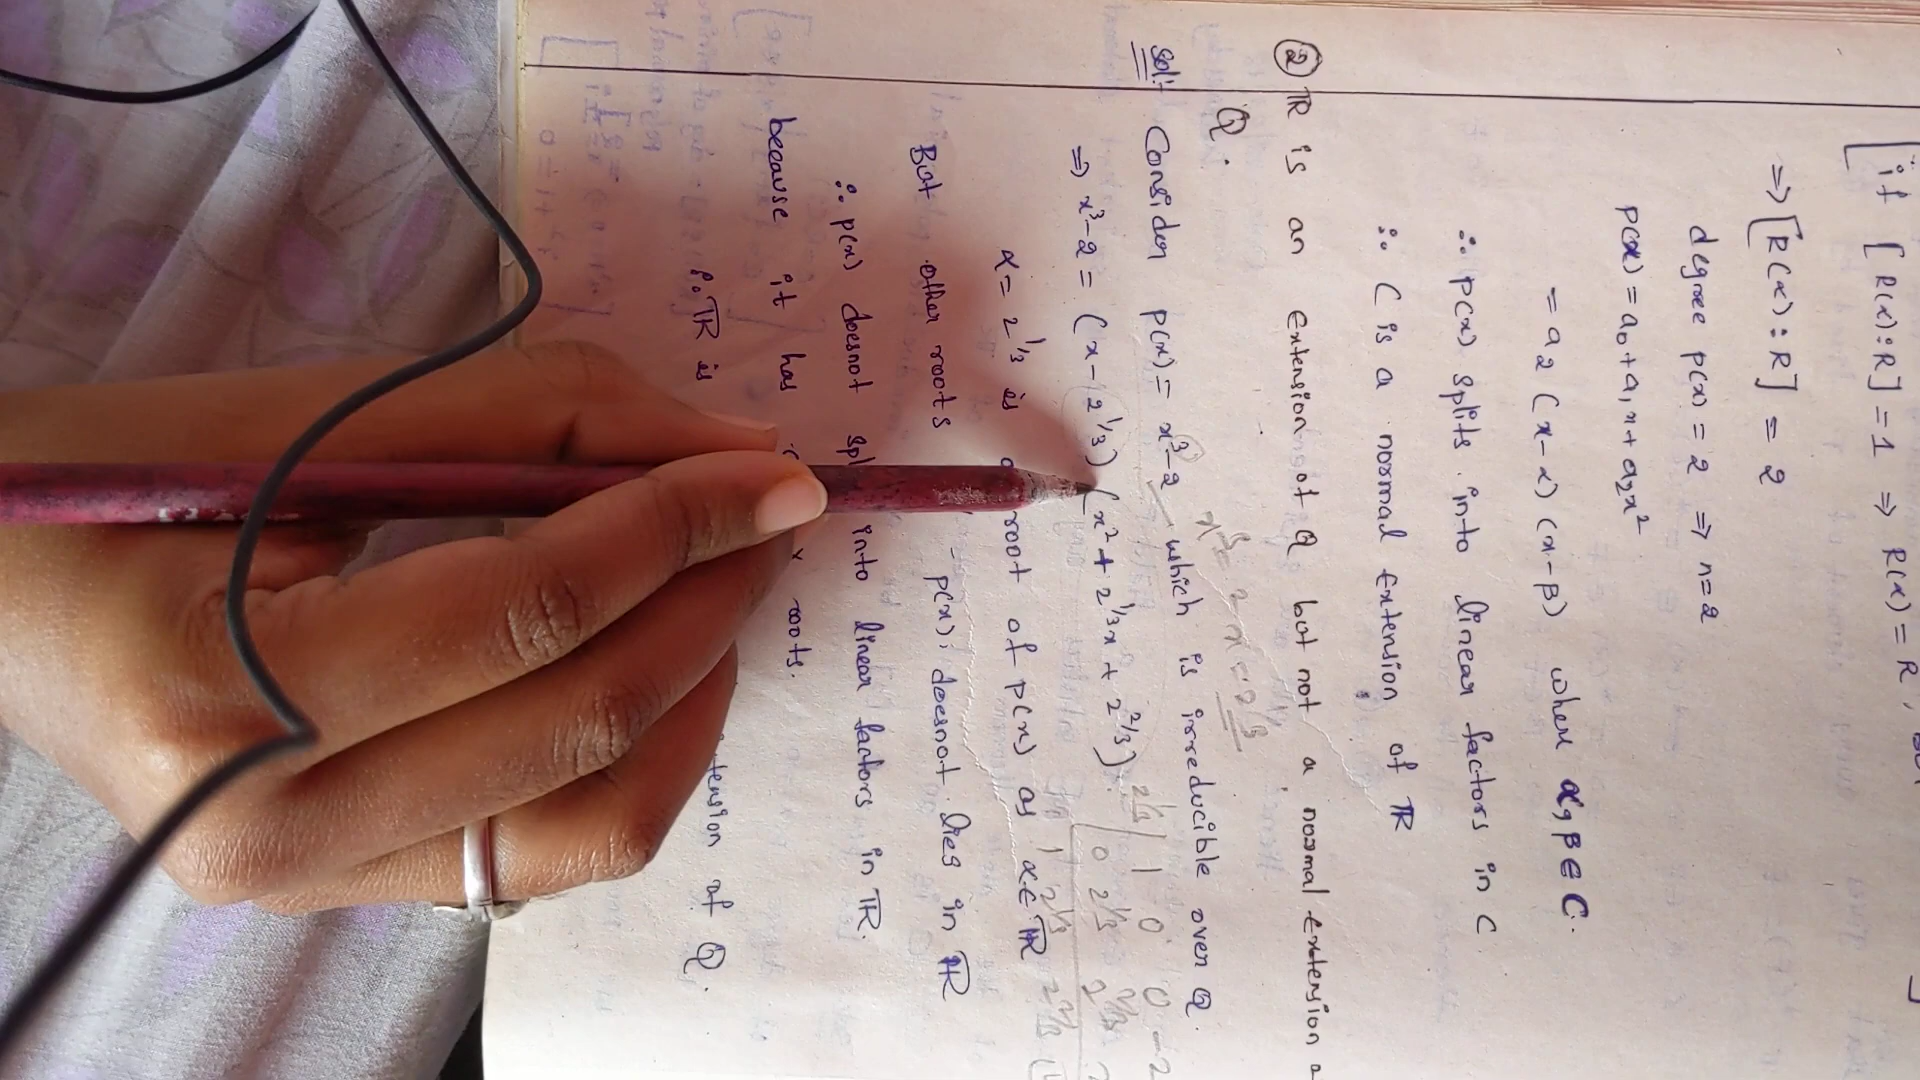 [if [R(α):R] = 1 ⇒ R(α) = R,
⇒ [R(α):R] = 2
degree p(x) = 2 ⇒ n=2
p(x) = a₀ + a₁x + a₂x²
= a₂ (x-α) (x-β) where α, β ∈ C.
∴ p(x) splits into linear factors in C
∴ C is a normal Extension of ℝ
② ℝ is an Extension of Q but not a normal Extension
Q.
Sol: Consider p(x) = x³-2 which is irreducible over Q.
⇒ x³-2 = (x-2^1/3) (x² + 2^1/3x + 2^2/3)
α = 2^1/3 is root of p(x) as α∈ℝ
But other roots p(x) doesnot lies in ℝ
∴ p(x) doesnot into linear factors in ℝ.
because it has roots.
∴ ℝ is of Q.